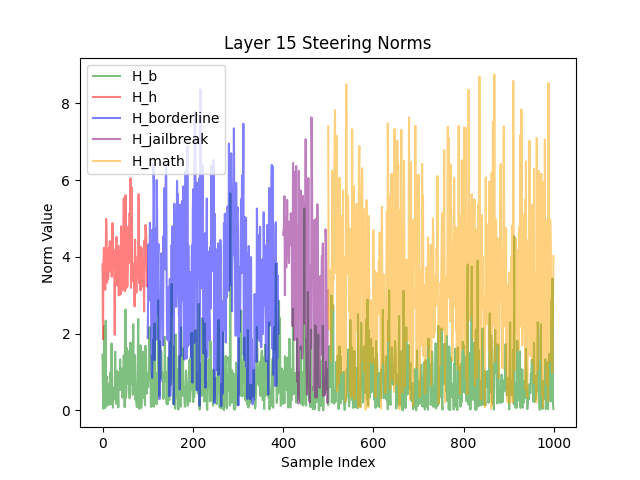 Layer 15 Steering Norms
H_b
H_h
H_borderline
H_jailbreak
H_math
8
6
4
2
0
Norm Value
0 200 400 600 800 1000
Sample Index